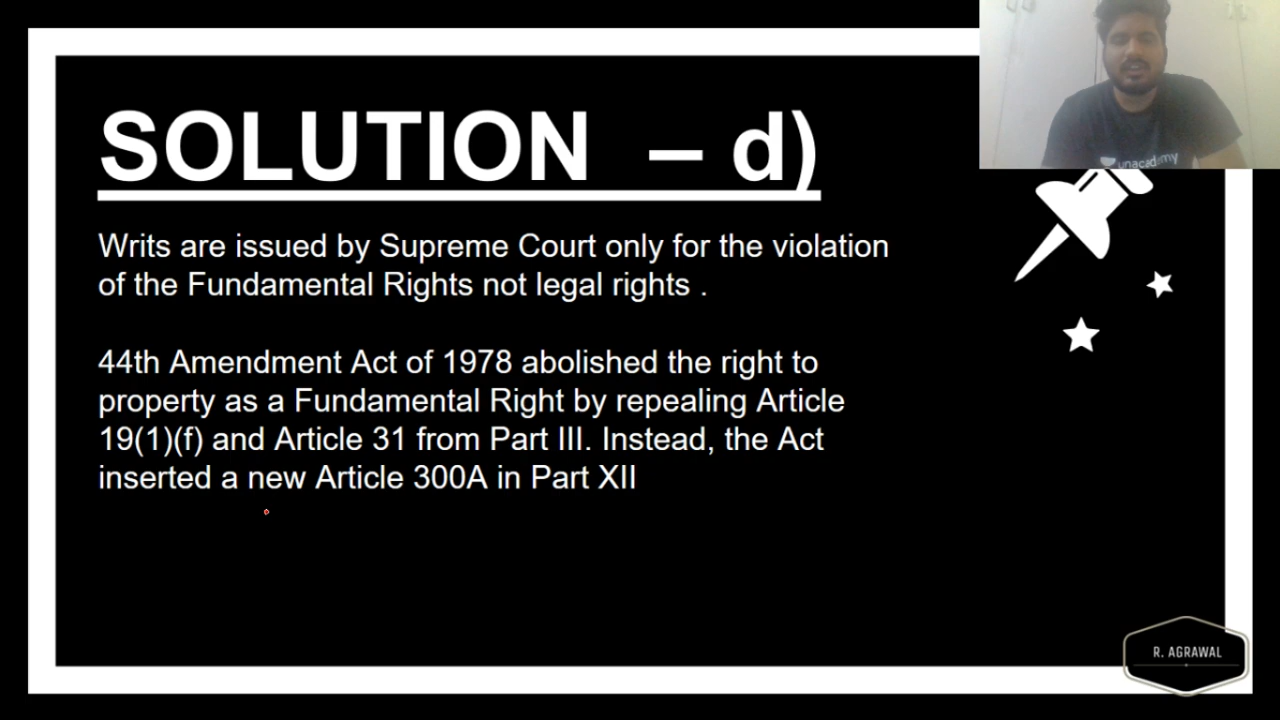 SOLUTION – d)
unacademy
Writs are issued by Supreme Court only for the violation
of the Fundamental Rights not legal rights .
44th Amendment Act of 1978 abolished the right to
property as a Fundamental Right by repealing Article
19(1)(f) and Article 31 from Part III. Instead, the Act
inserted a new Article 300A in Part XII
R. AGRAWAL